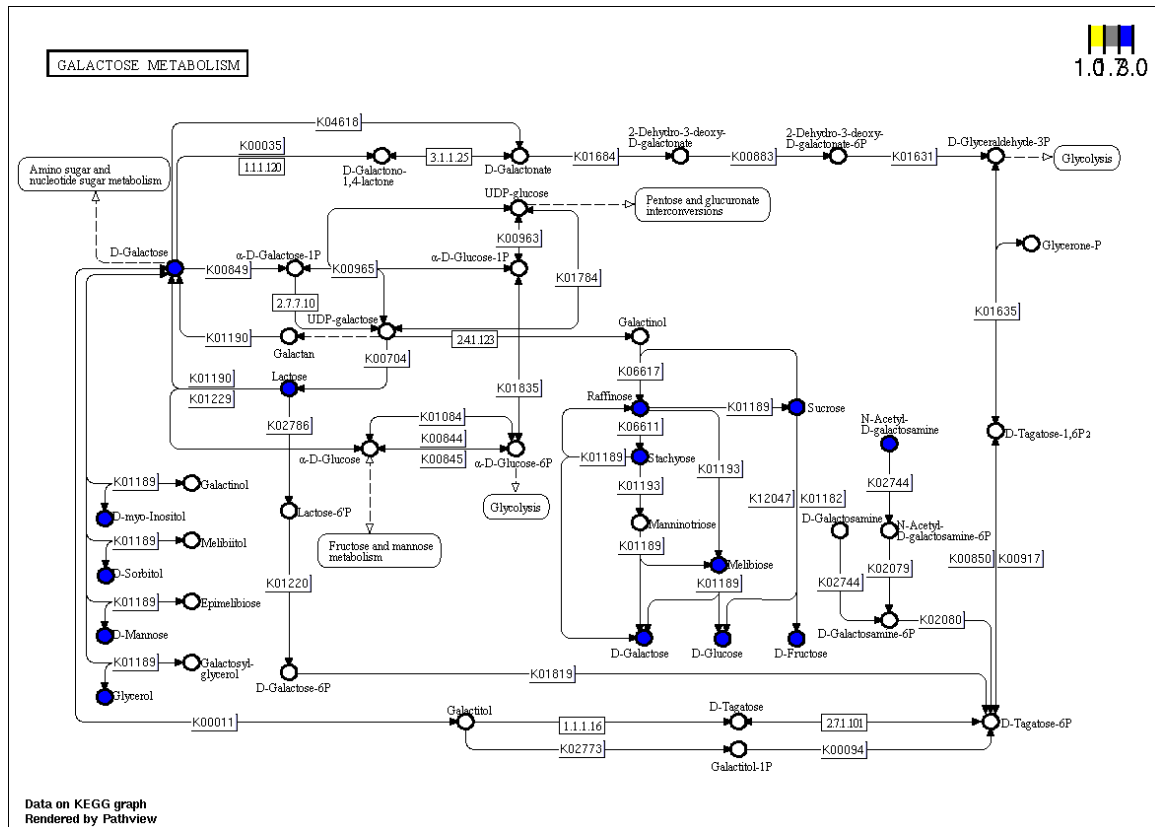 GALACTOSE METABOLISM
1.0
1.7
3.0
K04618
K00035
1.1.1.120
D-Galactono-
1,4-lactone
3.1.1.25
D-Galactonate
K01684
2-Dehydro-3-deoxy-
D-galactonate
K00883
2-Dehydro-3-deoxy-
D-galactonate-6P
K01631
D-Glyceraldehyde-3P
Glycolysis
Amino sugar and
nucleotide sugar metabolism
UDP-glucose
Pentose and glucuronate
interconversions
D-Galactose
K00849
α-D-Galactose-1P
K00965
α-D-Glucose-1P
K00963
K01784
Glycerone-P
2.7.7.10
UDP-galactose
K01190
Galactan
K00704
2.4.1.123
Galactinol
K01635
K01190
K01229
Lactose
K01835
K06617
K02786
K01084
K00844
K00845
α-D-Glucose
α-D-Glucose-6P
Raffinose
K01189
Sucrose
K06611
K01189
Stachyose
K01193
K01193
N-Acetyl-
D-galactosamine
D-Tagatose-1,6P2
K01189
Galactinol
D-myo-Inositol
Lactose-6'P
Glycolysis
Manninotriose
K12047
K01182
K02744
D-Galactosamine
N-Acetyl-
D-galactosamine-6P
K01189
Melibiitol
D-Sorbitol
Fructose and mannose
metabolism
K01189
Melibiose
K01189
K02744
K02079
K00850
K00917
K01220
K01189
Epimelibiose
D-Mannose
D-Galactosamine-6P
K02080
K01189
Galactosyl-
glycerol
Glycerol
D-Galactose
D-Glucose
D-Fructose
D-Galactose-6P
K01819
K00011
Galactitol
1.1.1.16
D-Tagatose
2.7.1.101
D-Tagatose-6P
K02773
Galactitol-1P
K00094
Data on KEGG graph
Rendered by Pathview